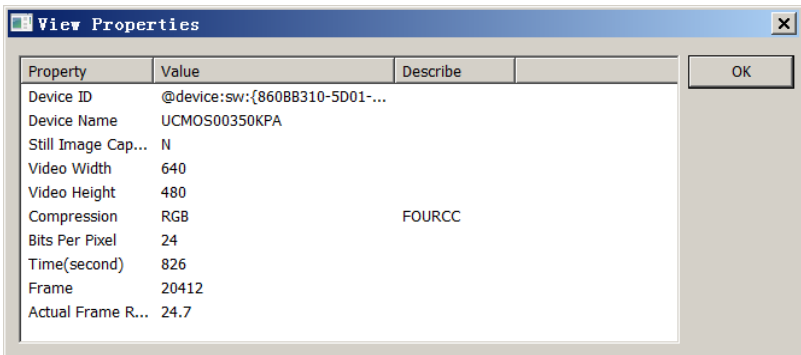 View Properties
Property Value Describe
OK
Device ID @device:sw:{860BB310-5D01-...
Device Name UCMOS00350KPA
Still Image Cap... N
Video Width 640
Video Height 480
Compression RGB FOURCC
Bits Per Pixel 24
Time(second) 826
Frame 20412
Actual Frame R... 24.7